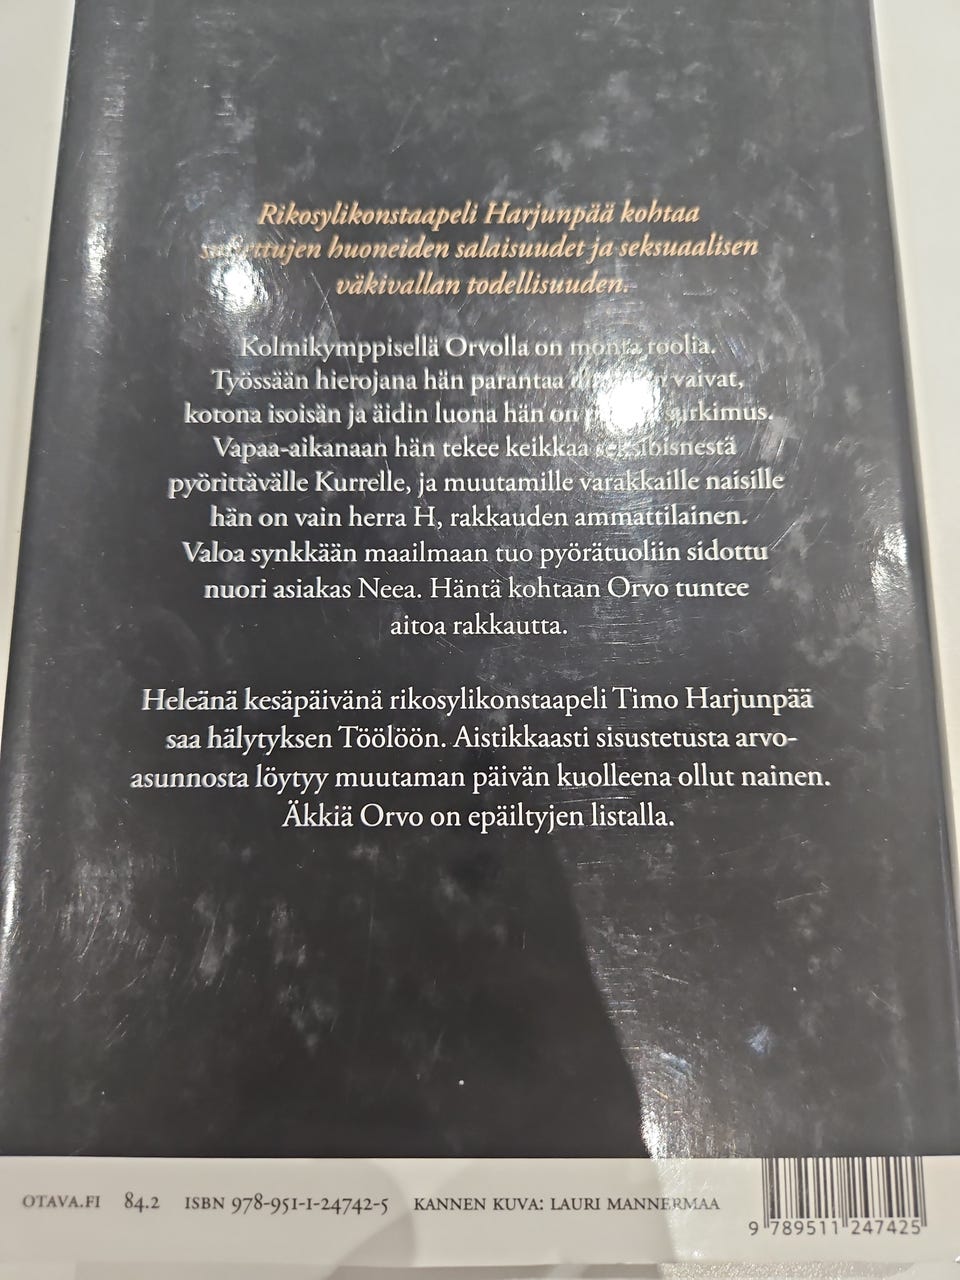 Rikosylikonstaapeli Harjunpää kohtaa
huoneiden salaisuudet ja seksuaalisen
väkivallan todellisuuden.
Kolmikymppisellä Orvolla on monta roolia.
Työssään hierojana hän parantaa vaivat,
kotona isoisän ja äidin luona hän on
Vapaa-aikanaan hän tekee keikkaa seksibisnestä
pyörittävälle Kurrelle, ja muutamille varakkaille naisille
hän on vain herra H, rakkauden ammattilainen.
Valoa synkkään maailmaan tuo pyörätuoliin sidottu
nuori asiakas Neea. Häntä kohtaan Orvo tuntee
aitoa rakkautta.
Heleänä kesäpäivänä rikosylikonstaapeli Timo Harjunpää
saa hälytyksen Töölöön. Aistikkaasti sisustetusta arvo-
asunnosta löytyy muutaman päivän kuolleena ollut nainen.
Äkkiä Orvo on epäiltyjen listalla.
OTAVA.FI 84.2 ISBN 978-951-1-24742-5 KANNEN KUVA: LAURI MANNERMAA
9 789511 247425